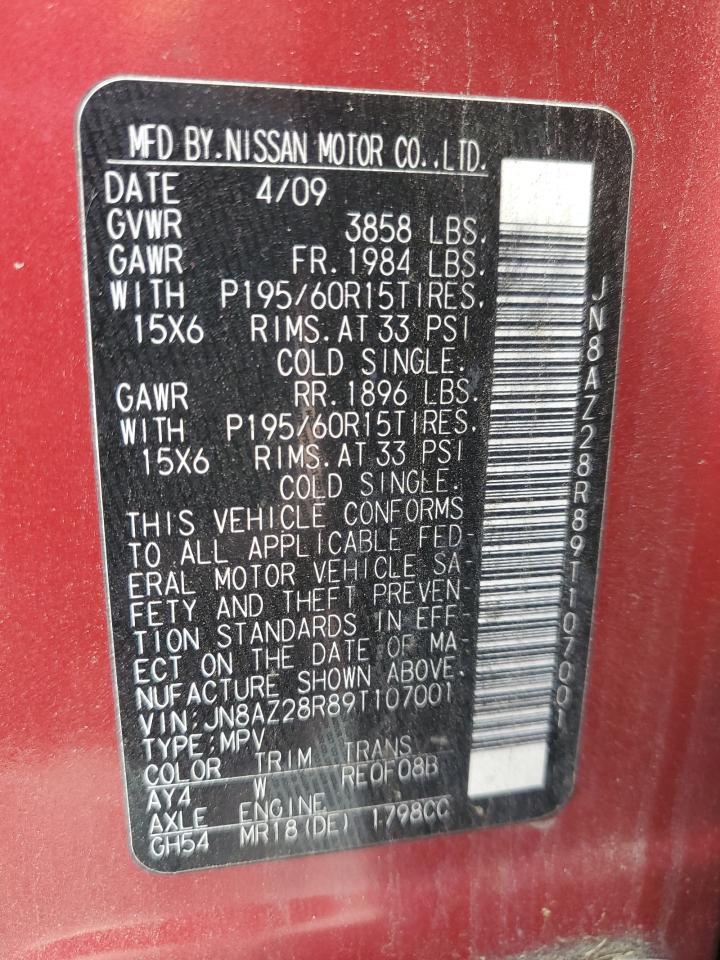 MFD BY.NISSAN MOTOR CO.,LTD.
DATE 4/09
GVWR 3858 LBS.
GAWR FR.1984 LBS.
WITH P195/60R15TIRES.
15X6 RIMS.AT 33 PSI
COLD SINGLE.
GAWR RR.1896 LBS.
WITH P195/60R15TIRES.
15X6 RIMS.AT 33 PSI
COLD SINGLE.
THIS VEHICLE CONFORMS
TO ALL APPLICABLE FED-
ERAL MOTOR VEHICLE SA-
FETY AND THEFT PREVEN-
TION STANDARDS IN EFF-
ECT ON THE DATE OF MA-
NUFACTURE SHOWN ABOVE.
VIN:JN8AZ28R89T107001
TYPE:MPV
COLOR TRIM TRANS
AY4 W RE0F08B
AXLE ENGINE
GH54 MR18(DE) 1798CC
JN8AZ28R89T107001